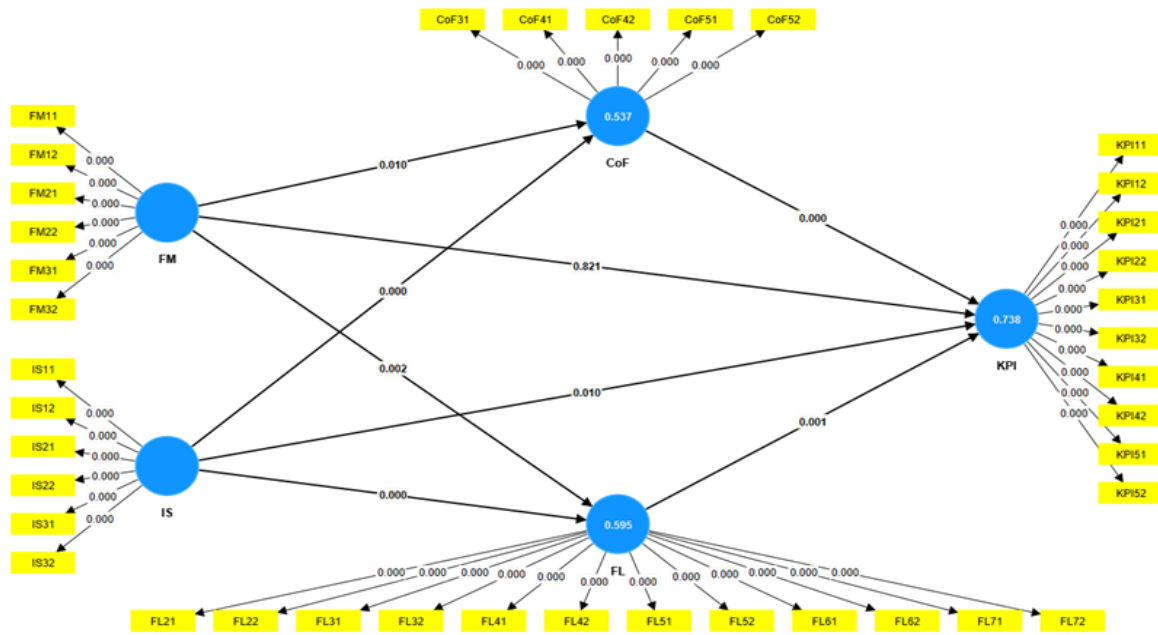 CoF31 CoF41 CoF42 CoF51 CoF52
0.000 0.000 0.000 0.000 0.000
0.537
CoF
FM11
FM12
FM21
FM22
FM31
FM32
0.000
0.000
0.000
0.000
0.000
0.000
FM
0.010
0.821
0.000
0.002
0.000
0.010
0.000
0.001
IS11
IS12
IS21
IS22
IS31
IS32
0.000
0.000
0.000
0.000
0.000
0.000
IS
KPI11
KPI12
KPI21
KPI22
KPI31
KPI32
KPI41
KPI42
KPI51
KPI52
0.000
0.000
0.000
0.000
0.000
0.000
0.000
0.000
0.000
0.000
0.738
KPI
0.595
FL
0.000 0.000 0.000 0.000 0.000 0.000 0.000 0.000 0.000 0.000 0.000 0.000
FL21 FL22 FL31 FL32 FL41 FL42 FL51 FL52 FL61 FL62 FL71 FL72